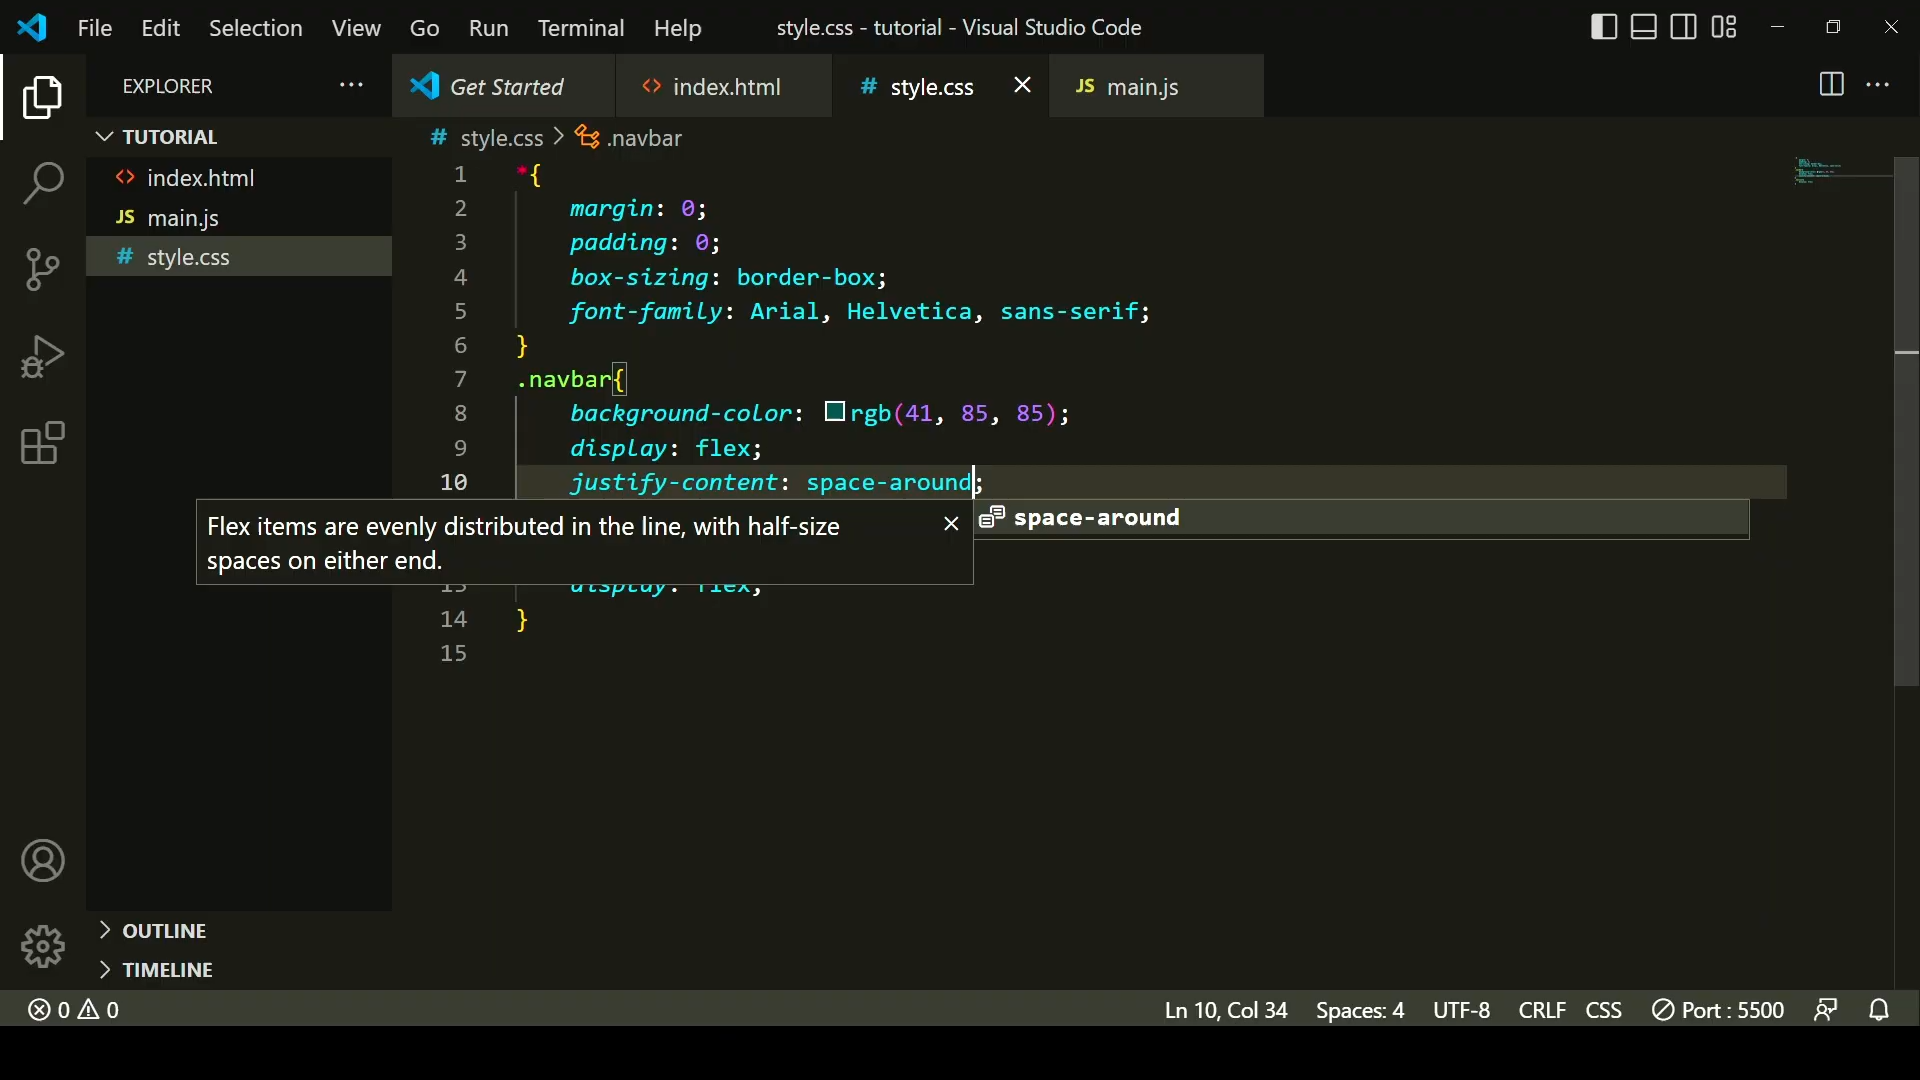 File Edit Selection View Go Run Terminal Help style.css - tutorial - Visual Studio Code
EXPLORER ··· Get Started <> index.html # style.css × JS main.js ···
TUTORIAL
<> index.html
JS main.js
# style.css
# style.css > .navbar
1 *{
2 margin: 0;
3 padding: 0;
4 box-sizing: border-box;
5 font-family: Arial, Helvetica, sans-serif;
6 }
7 .navbar{
8 background-color: rgb(41, 85, 85);
9 display: flex;
10 justify-content: space-around;
space-around
Flex items are evenly distributed in the line, with half-size
spaces on either end.
13 display: flex;
14 }
15
OUTLINE
TIMELINE
0 0 Ln 10, Col 34 Spaces: 4 UTF-8 CRLF CSS Port : 5500